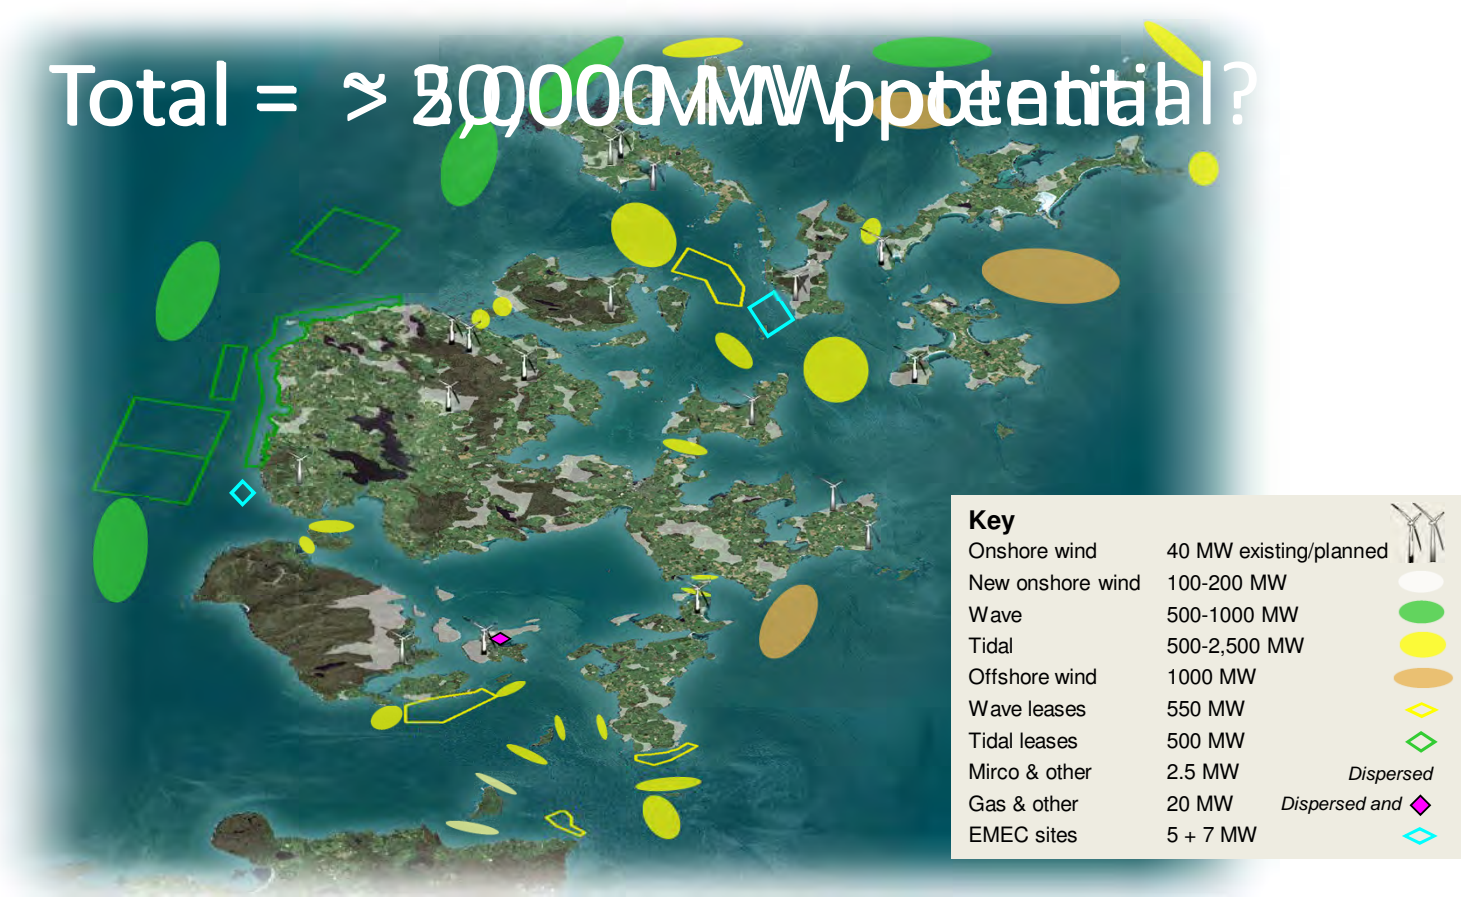 Total =
Key
Onshore wind 40 MW existing/planned
New onshore wind 100-200 MW
Wave 500-1000 MW
Tidal 500-2,500 MW
Offshore wind 1000 MW
Wave leases 550 MW
Tidal leases 500 MW
Mirco & other 2.5 MW Dispersed
Gas & other 20 MW Dispersed and
EMEC sites 5 + 7 MW